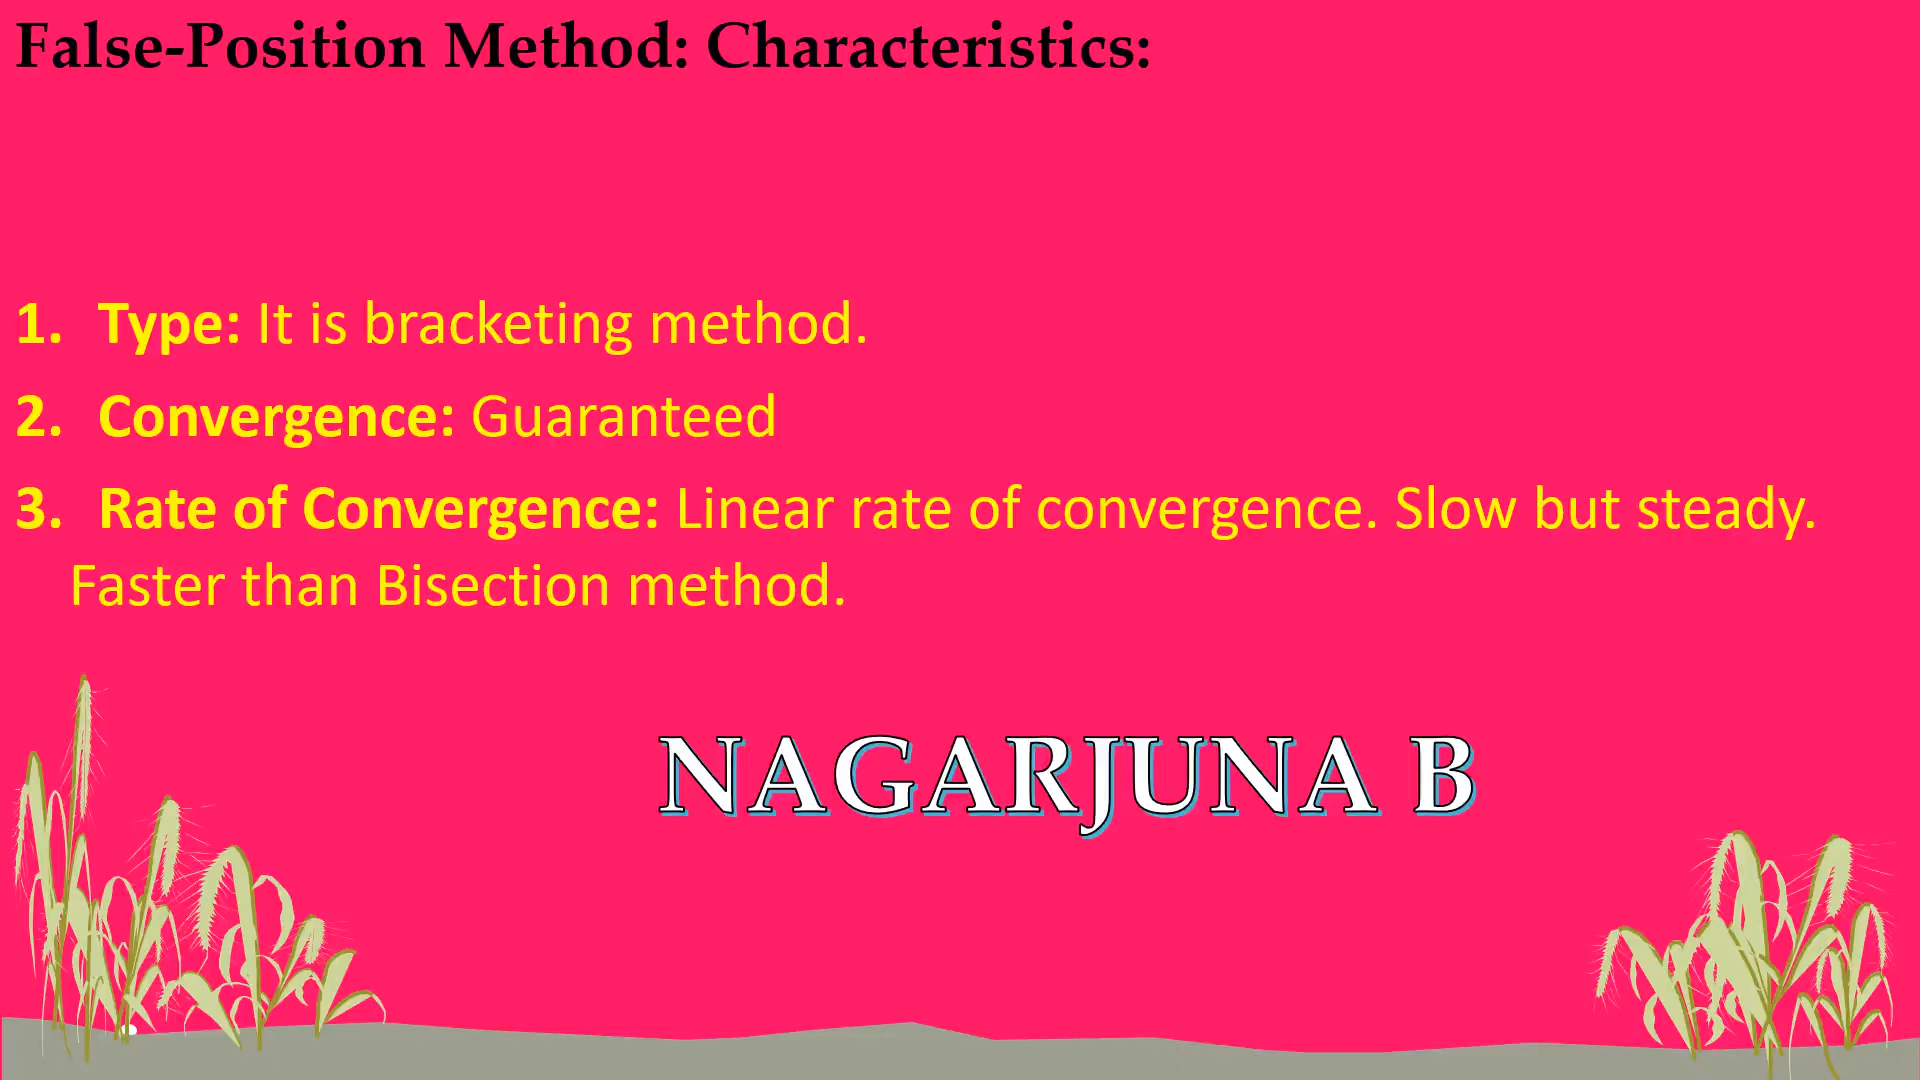 False-Position Method: Characteristics:
1. Type: It is bracketing method.
2. Convergence: Guaranteed
3. Rate of Convergence: Linear rate of convergence. Slow but steady.
Faster than Bisection method.
NAGARJUNA B